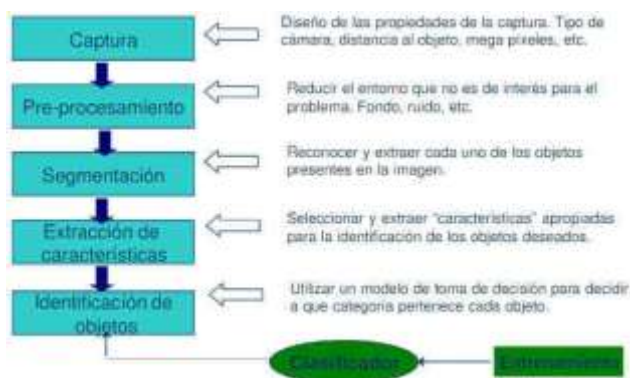 Captura
Diseño de las propiedades de la captura. Tipo de
cámara, distancia al objeto, mega píxeles, etc.
Pre-procesamiento
Reducir el entorno que no es de interés para el
problema. Fondo, ruido, etc.
Segmentación
Reconocer y extraer cada uno de los objetos
presentes en la imagen.
Extracción de
características
Seleccionar y extraer "características" apropiadas
para la identificación de los objetos deseados.
Identificación de
objetos
Utilizar un modelo de toma de decisión para decidir
a que categoría pertenece cada objeto.
Clasificador
Entrenamiento